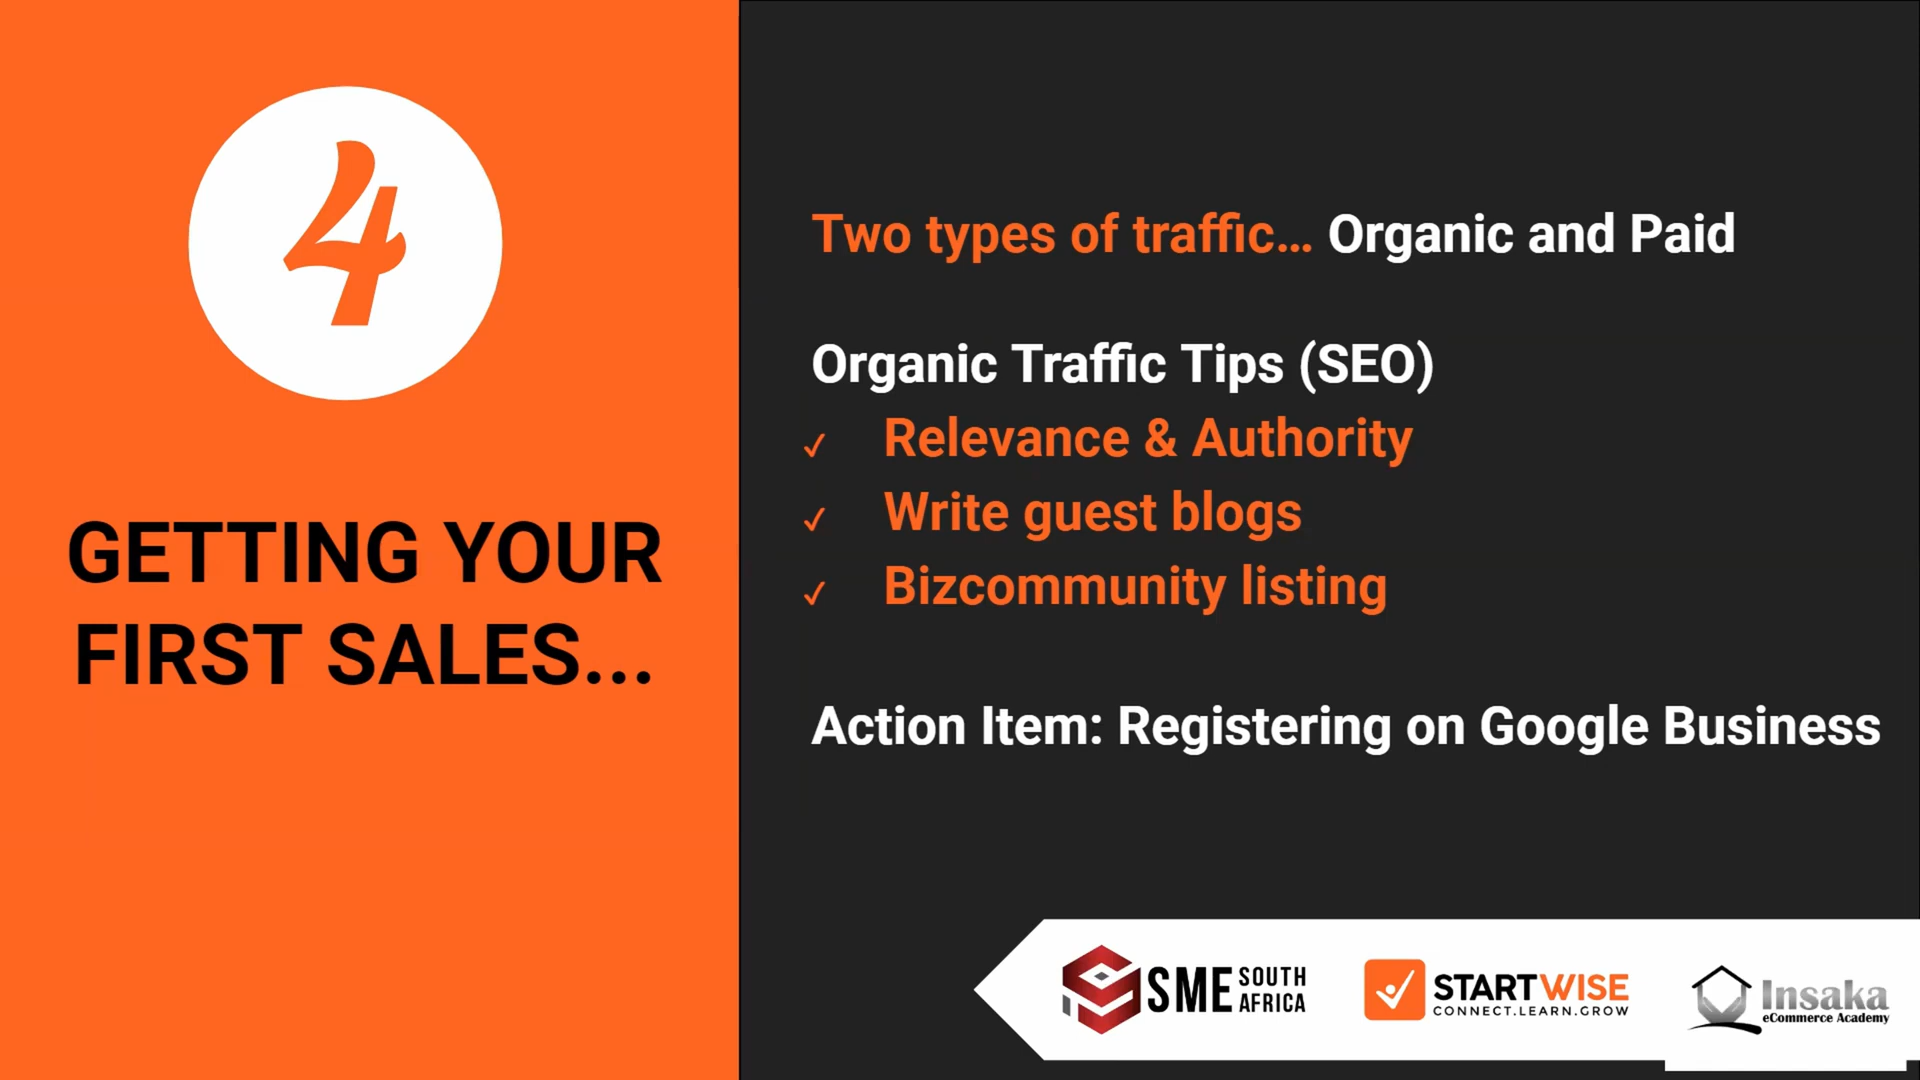 4
GETTING YOUR
FIRST SALES...
Two types of traffic... Organic and Paid
Organic Traffic Tips (SEO)
✓ Relevance & Authority
✓ Write guest blogs
✓ Bizcommunity listing
Action Item: Registering on Google Business
SME SOUTH AFRICA
STARTWISE
CONNECT.LEARN.GROW
Insaka
eCommerce Academy